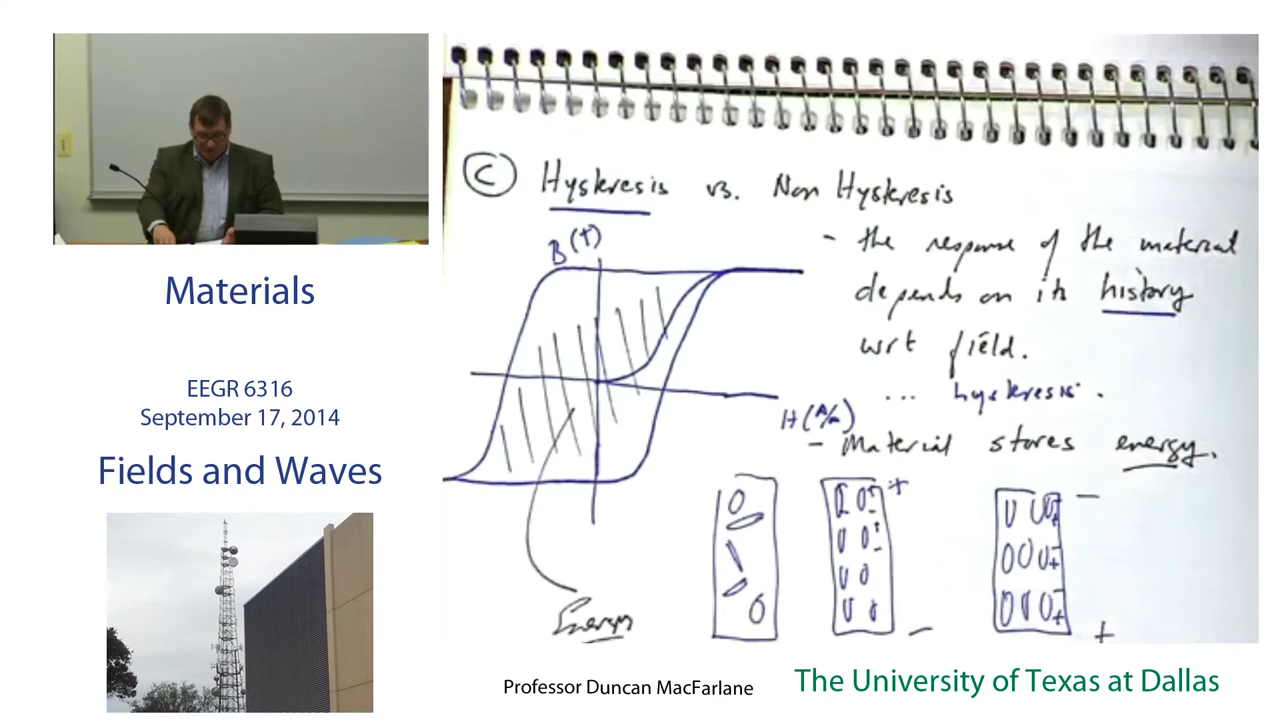 Materials
EEGR 6316
September 17, 2014
Fields and Waves
C Hysteresis vs. Non Hysteresis
B (T)
H (A/m)
- the response of the material
depends on its history
wrt field.
... hysteresis.
- Material stores energy.
+
-
-
+
Energy
Professor Duncan MacFarlane
The University of Texas at Dallas